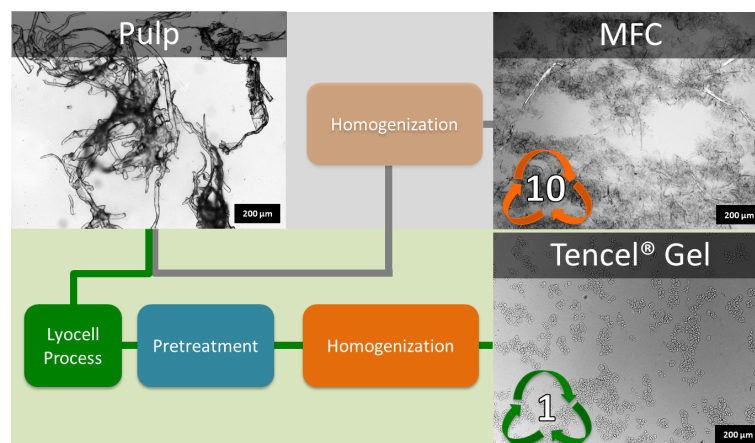 Pulp
200 µm
MFC
Homogenization
10
200 µm
Tencel® Gel
Lyocell
Process
Pretreatment
Homogenization
1
200 µm